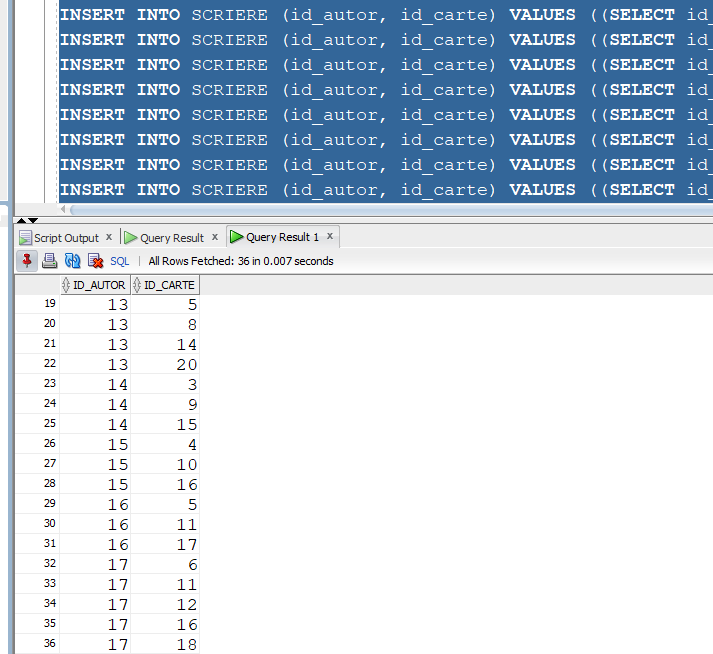 INSERT INTO SCRIERE (id_autor, id_carte) VALUES ((SELECT id_
INSERT INTO SCRIERE (id_autor, id_carte) VALUES ((SELECT id_
INSERT INTO SCRIERE (id_autor, id_carte) VALUES ((SELECT id_
INSERT INTO SCRIERE (id_autor, id_carte) VALUES ((SELECT id_
INSERT INTO SCRIERE (id_autor, id_carte) VALUES ((SELECT id_
INSERT INTO SCRIERE (id_autor, id_carte) VALUES ((SELECT id_
INSERT INTO SCRIERE (id_autor, id_carte) VALUES ((SELECT id_
INSERT INTO SCRIERE (id_autor, id_carte) VALUES ((SELECT id_
Script Output x Query Result x Query Result 1 x
SQL | All Rows Fetched: 36 in 0.007 seconds
ID_AUTOR ID_CARTE
19 13 5
20 13 8
21 13 14
22 13 20
23 14 3
24 14 9
25 14 15
26 15 4
27 15 10
28 15 16
29 16 5
30 16 11
31 16 17
32 17 6
33 17 11
34 17 12
35 17 16
36 17 18